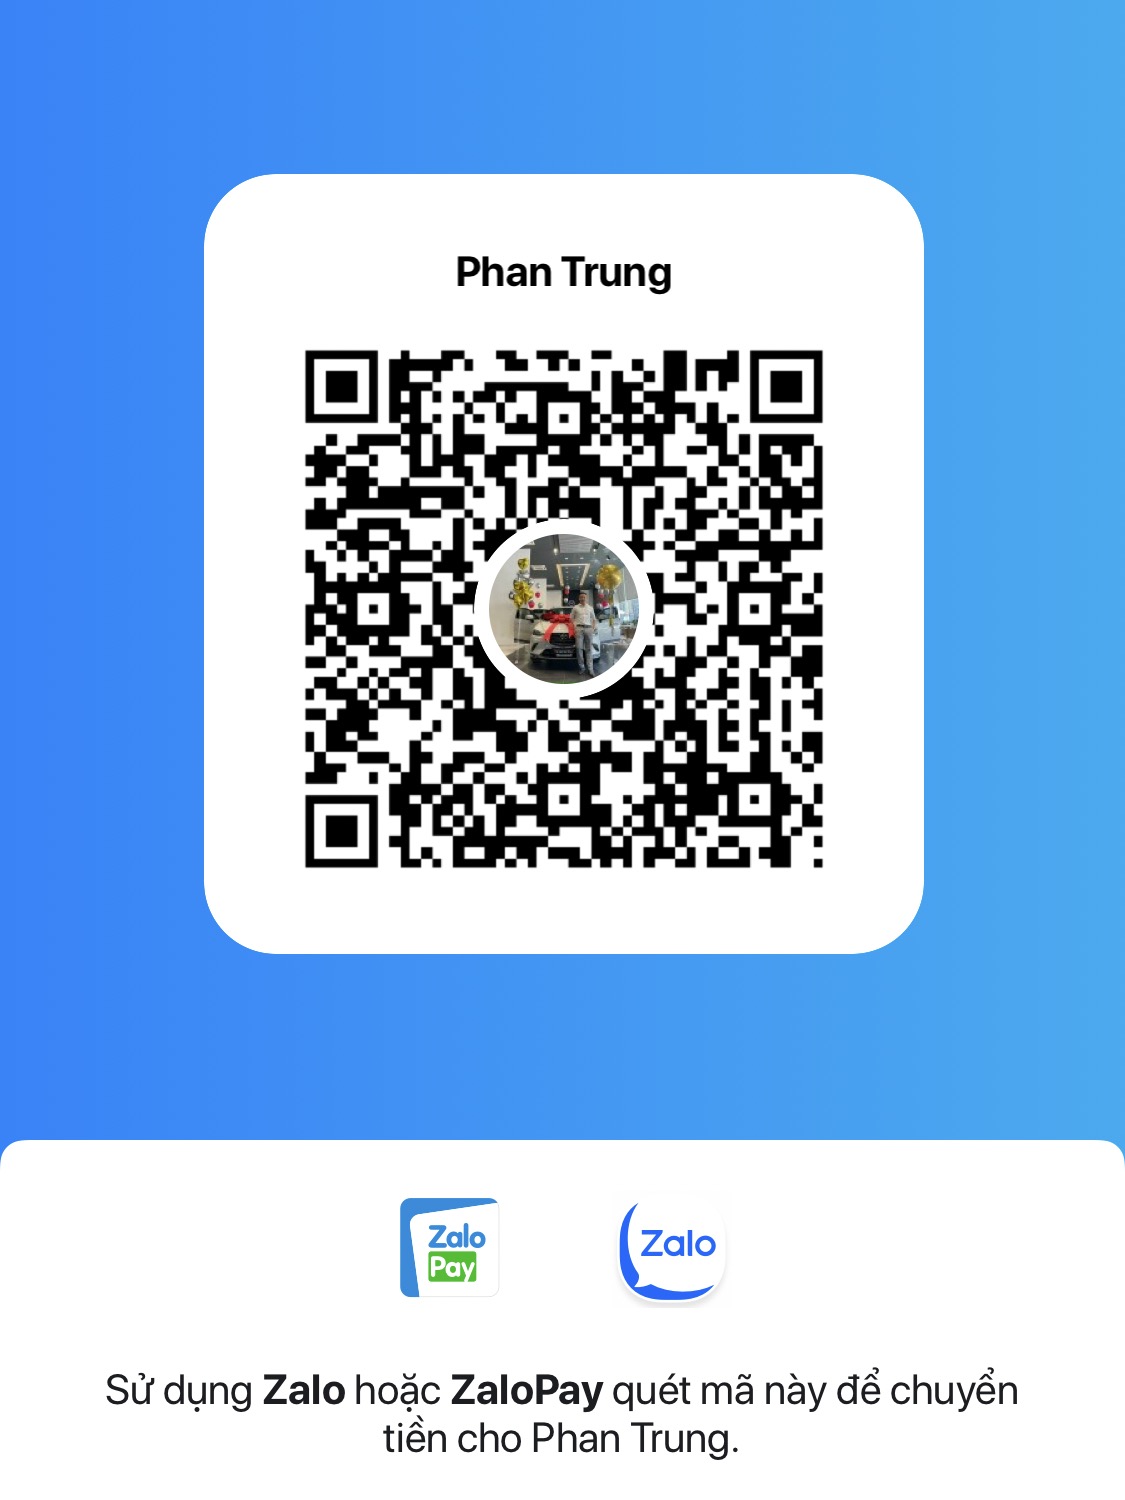 Phan Trung
Zalo
Pay
Zalo
Sử dụng Zalo hoặc ZaloPay quét mã này để chuyển
tiền cho Phan Trung.